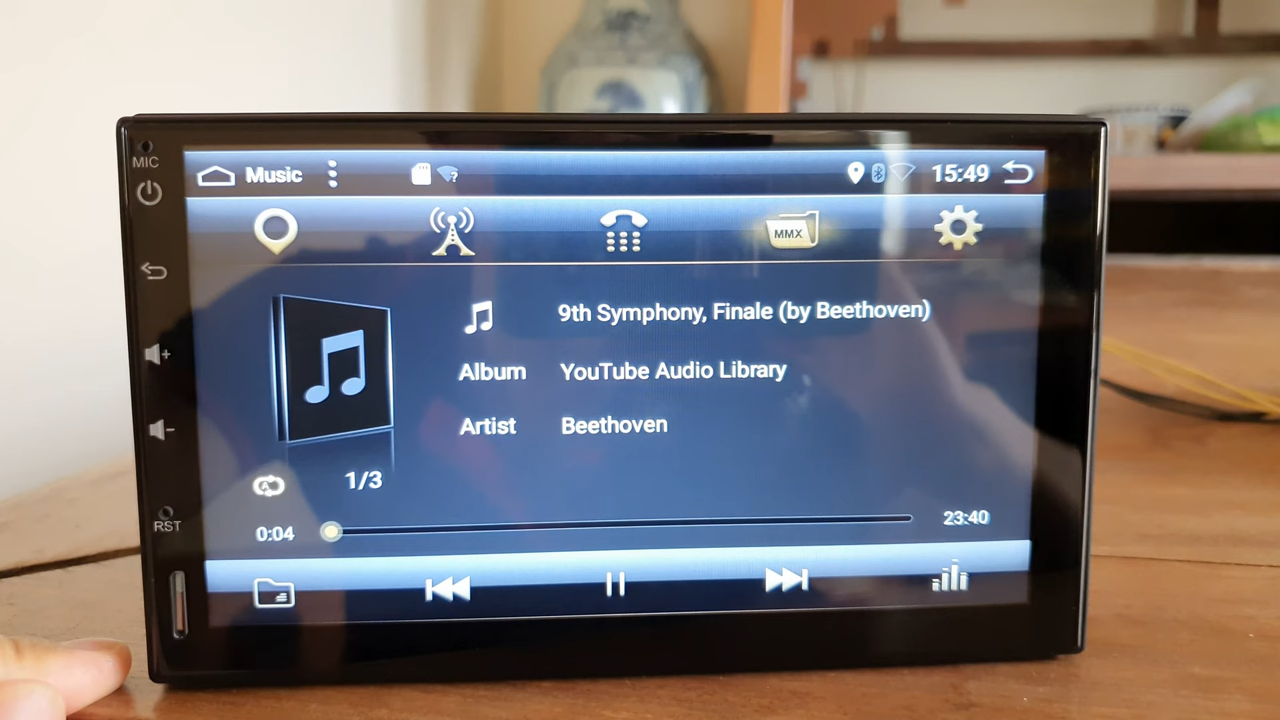 MIC
Music
15:49
MMX
9th Symphony, Finale (by Beethoven)
Album YouTube Audio Library
Artist Beethoven
1/3
RST
0:04
23:40